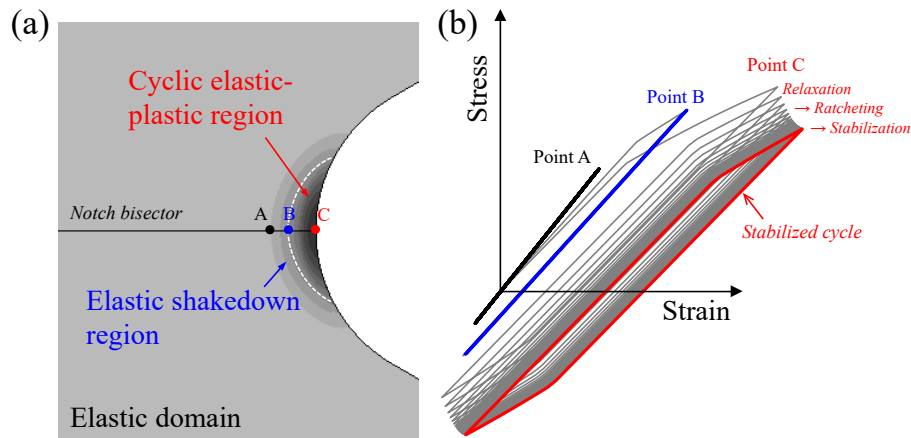 (a)
Cyclic elastic-
plastic region
Notch bisector
A
B
C
Elastic shakedown
region
Elastic domain
(b)
Stress
Point C
Relaxation
→ Ratcheting
→ Stabilization
Point B
Point A
Stabilized cycle
Strain